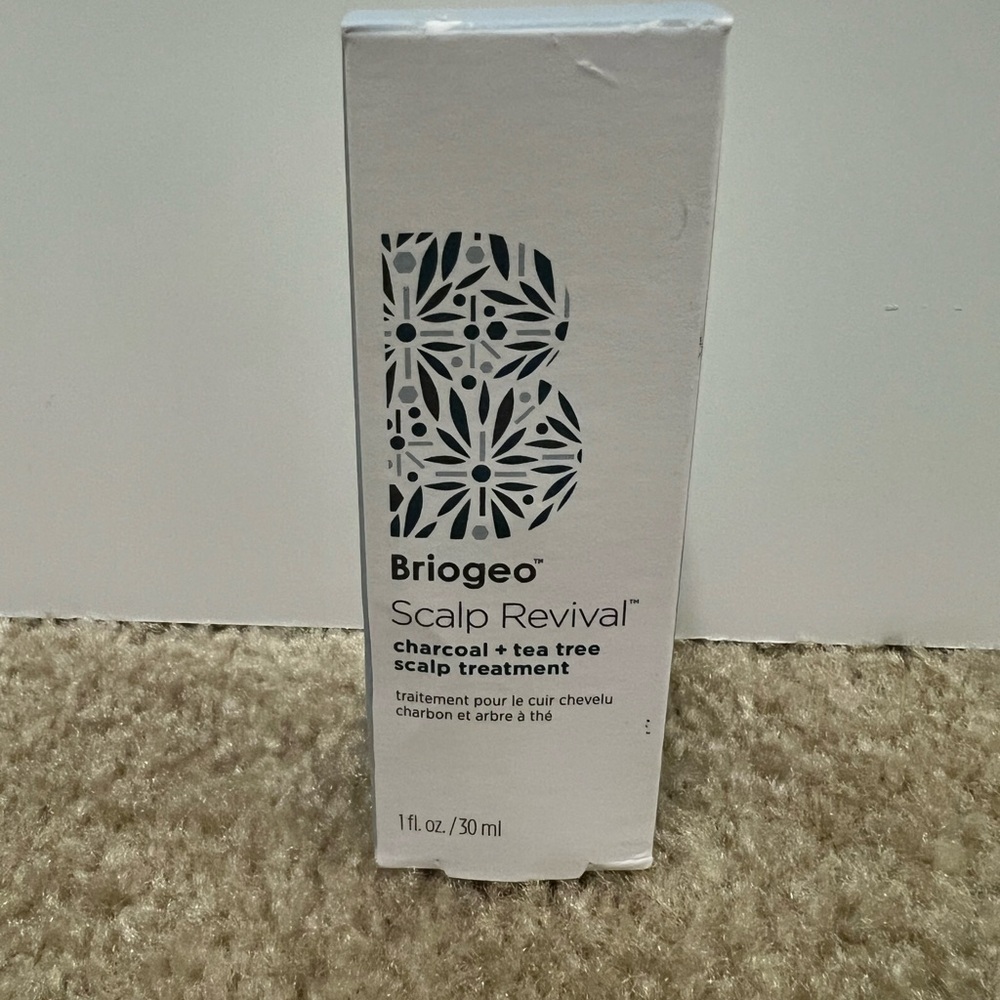 Briogeo™
Scalp Revival™
charcoal + tea tree
scalp treatment
traitement pour le cuir chevelu
charbon et arbre à thé
1 fl. oz. / 30 ml